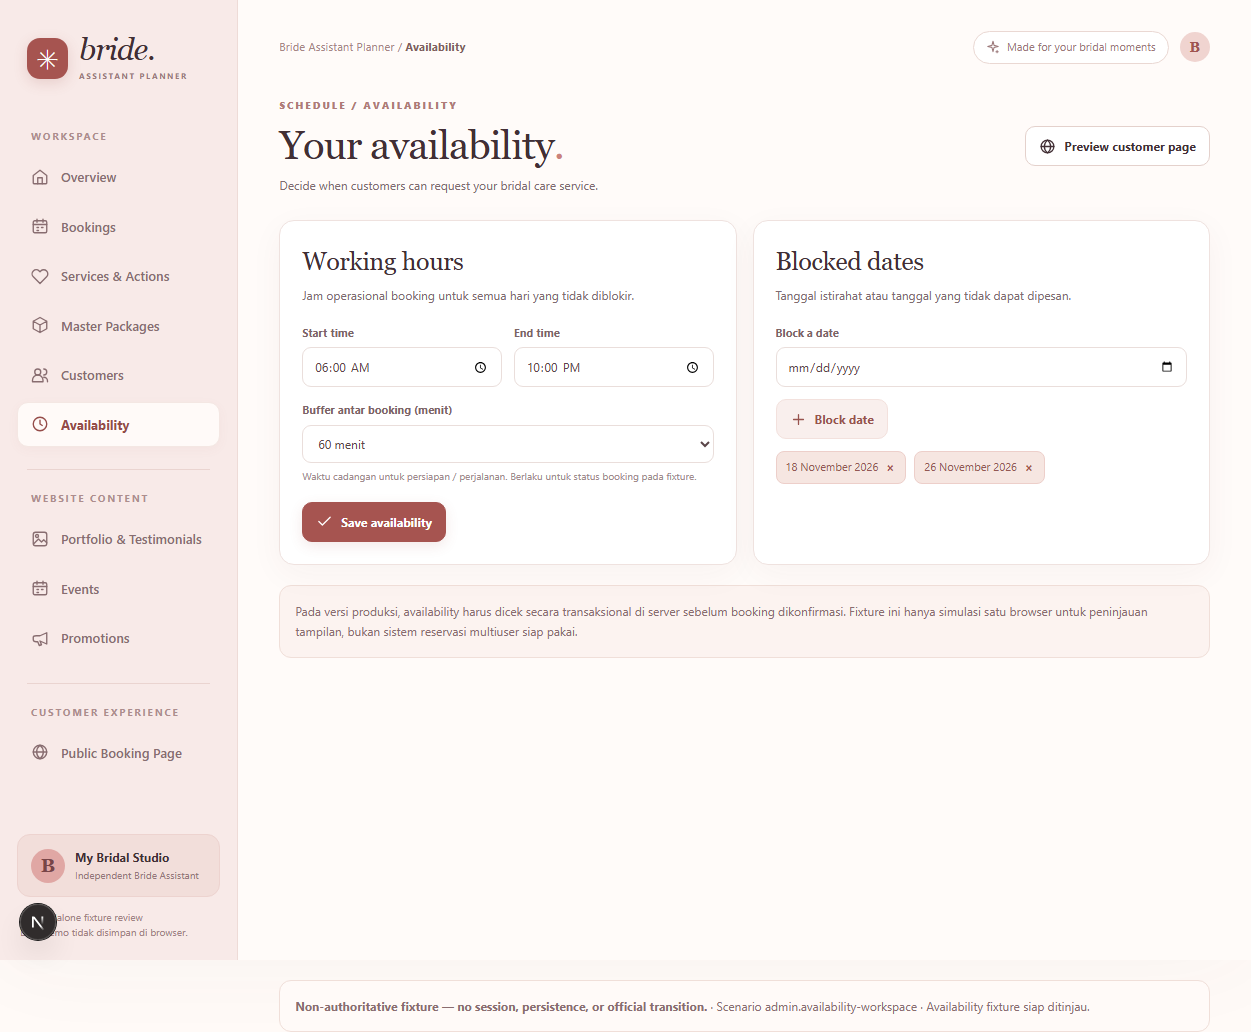 bride.
ASSISTANT PLANNER
WORKSPACE
Overview
Bookings
Services & Actions
Master Packages
Customers
Availability
WEBSITE CONTENT
Portfolio & Testimonials
Events
Promotions
CUSTOMER EXPERIENCE
Public Booking Page
B
My Bridal Studio
Independent Bride Assistant
alone fixture review
tidak disimpan di browser.
N
Bride Assistant Planner / Availability
Made for your bridal moments
B
SCHEDULE / AVAILABILITY
Your availability.
Decide when customers can request your bridal care service.
Preview customer page
Working hours
Jam operasional booking untuk semua hari yang tidak diblokir.
Start time
End time
06:00 AM
10:00 PM
Buffer antar booking (menit)
60 menit
Waktu cadangan untuk persiapan / perjalanan. Berlaku untuk status booking pada fixture.
Save availability
Blocked dates
Tanggal istirahat atau tanggal yang tidak dapat dipesan.
Block a date
mm/dd/yyyy
Block date
18 November 2026 ×
26 November 2026 ×
Pada versi produksi, availability harus dicek secara transaksional di server sebelum booking dikonfirmasi. Fixture ini hanya simulasi satu browser untuk peninjauan
tampilan, bukan sistem reservasi multiuser siap pakai.
Non-authoritative fixture — no session, persistence, or official transition. · Scenario admin.availability-workspace · Availability fixture siap ditinjau.